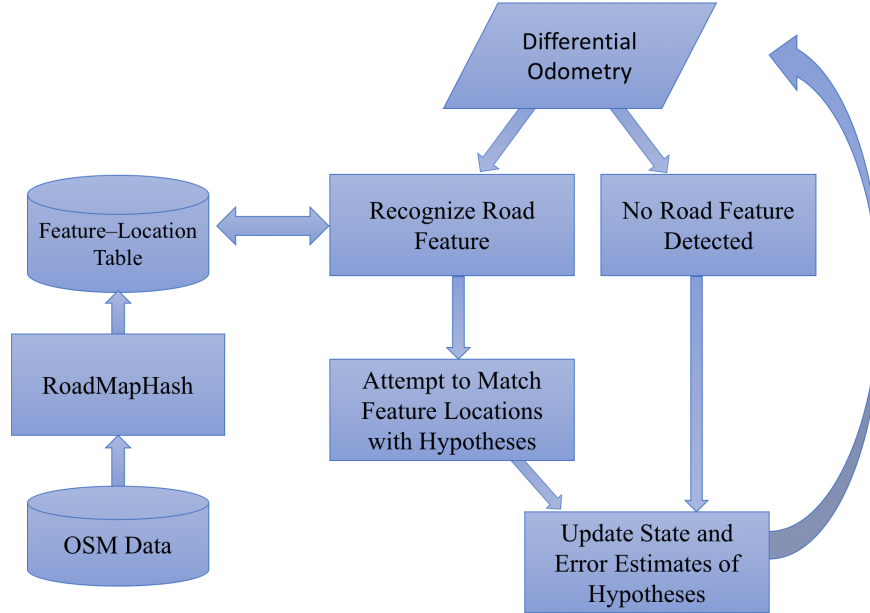 Differential
Odometry
Feature–Location
Table
Recognize Road
Feature
No Road Feature
Detected
RoadMapHash
Attempt to Match
Feature Locations
with Hypotheses
OSM Data
Update State and
Error Estimates of
Hypotheses